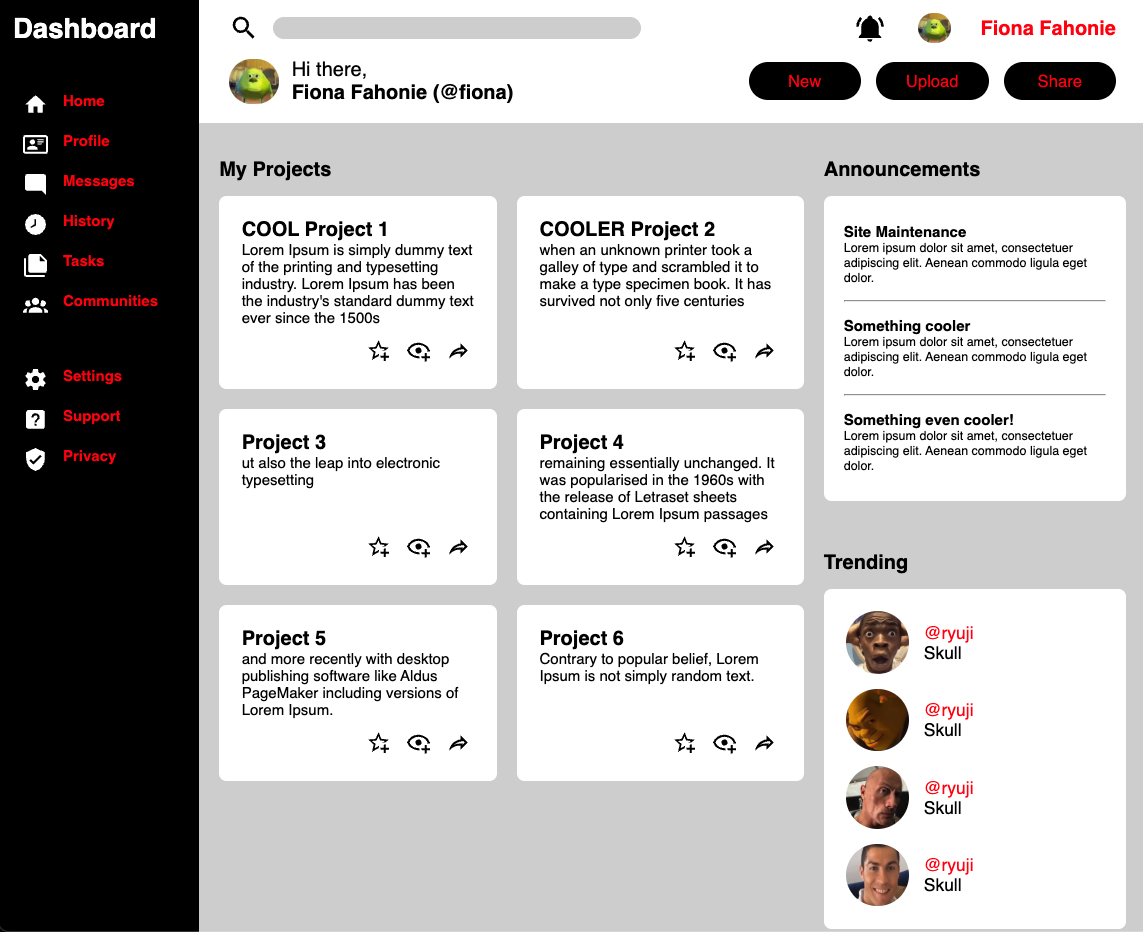 Dashboard
Home
Profile
Messages
History
Tasks
Communities
Settings
Support
Privacy
Fiona Fahonie
Hi there,
Fiona Fahonie (@fiona)
New
Upload
Share
My Projects
COOL Project 1
Lorem Ipsum is simply dummy text
of the printing and typesetting
industry. Lorem Ipsum has been
the industry's standard dummy text
ever since the 1500s
COOLER Project 2
when an unknown printer took a
galley of type and scrambled it to
make a type specimen book. It has
survived not only five centuries
Project 3
ut also the leap into electronic
typesetting
Project 4
remaining essentially unchanged. It
was popularised in the 1960s with
the release of Letraset sheets
containing Lorem Ipsum passages
Project 5
and more recently with desktop
publishing software like Aldus
PageMaker including versions of
Lorem Ipsum.
Project 6
Contrary to popular belief, Lorem
Ipsum is not simply random text.
Announcements
Site Maintenance
Lorem ipsum dolor sit amet, consectetuer
adipiscing elit. Aenean commodo ligula eget
dolor.
Something cooler
Lorem ipsum dolor sit amet, consectetuer
adipiscing elit. Aenean commodo ligula eget
dolor.
Something even cooler!
Lorem ipsum dolor sit amet, consectetuer
adipiscing elit. Aenean commodo ligula eget
dolor.
Trending
@ryuji
Skull
@ryuji
Skull
@ryuji
Skull
@ryuji
Skull